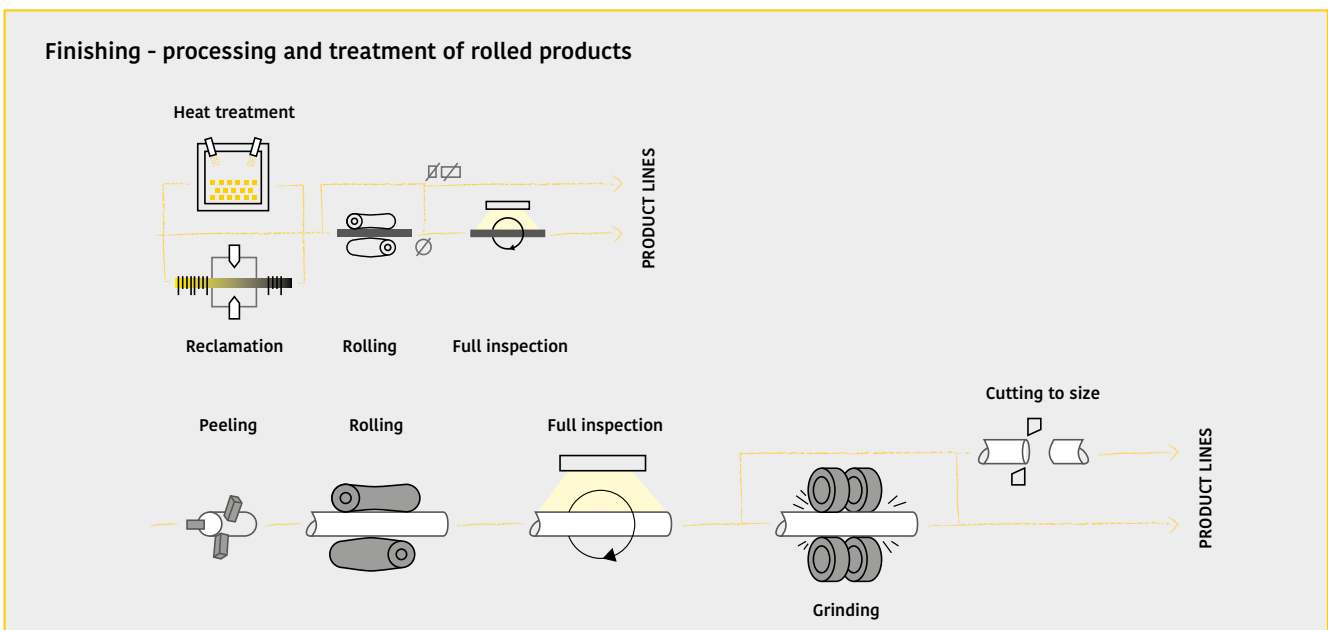 Finishing - processing and treatment of rolled products
Heat treatment
PRODUCT LINES
Reclamation
Rolling
Full inspection
Cutting to size
Peeling
Rolling
Full inspection
PRODUCT LINES
Grinding